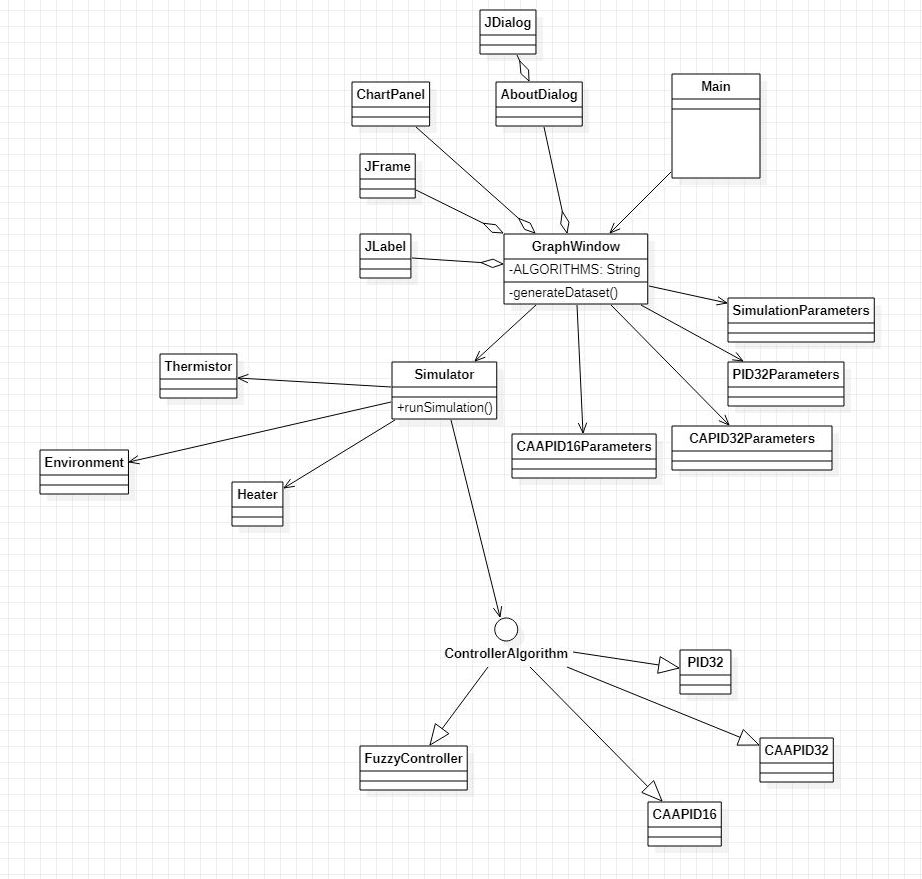 JDialog
ChartPanel
AboutDialog
Main
JFrame
JLabel
GraphWindow
-ALGORITHMS: String
-generateDataset()
SimulationParameters
Thermistor
Simulator
+runSimulation()
PID32Parameters
CAAPID16Parameters
CAPID32Parameters
Environment
Heater
ControllerAlgorithm
PID32
FuzzyController
CAAPID32
CAAPID16